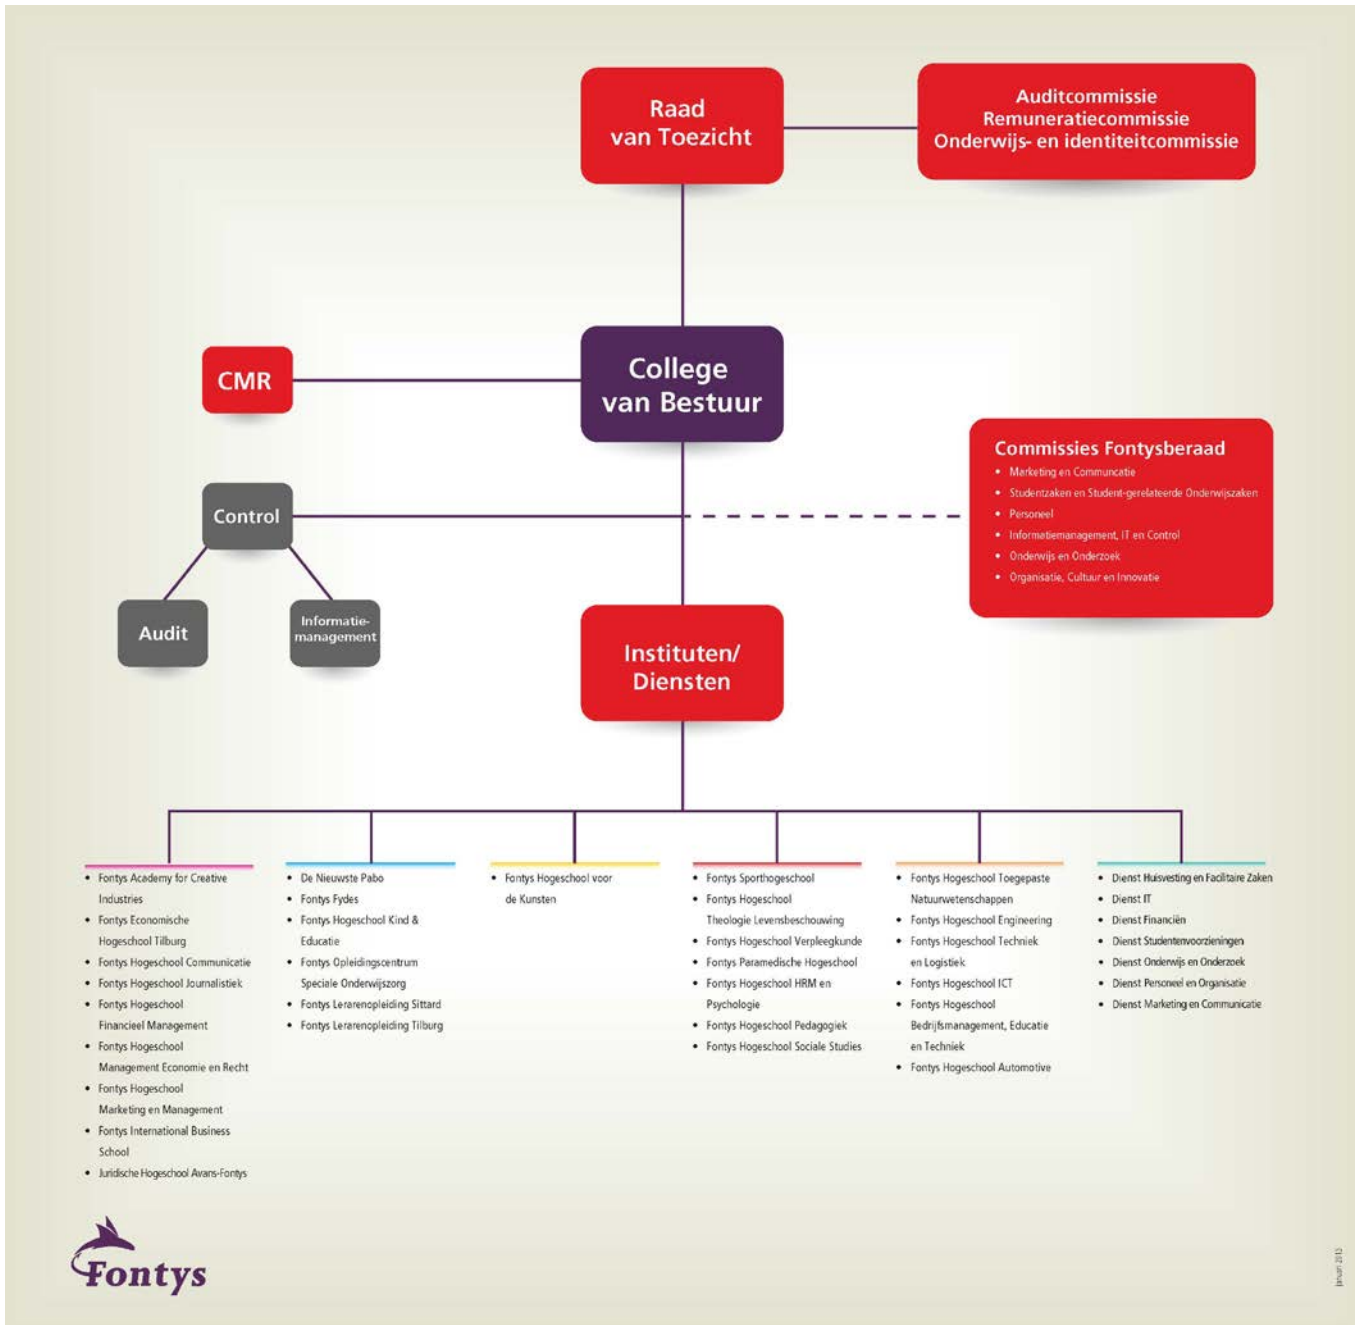 Raad
van Toezicht
Auditcommissie
Remuneratiecommissie
Onderwijs- en identiteitcommissie
CMR
College
van Bestuur
Control
Audit
Informatie-
management
Commissies Fontysberaad
• Marketing en Communcatie
• Studentzaken en Student-gerelateerde Onderwijszaken
• Personeel
• Informatiemanagement, IT en Control
• Onderwijs en Onderzoek
• Organisatie, Cultuur en Innovatie
Instituten/
Diensten
• Fontys Academy for Creative
Industries
• Fontys Economische
Hogeschool Tilburg
• Fontys Hogeschool Communicatie
• Fontys Hogeschool Journalistiek
• Fontys Hogeschool
Financieel Management
• Fontys Hogeschool
Management Economie en Recht
• Fontys Hogeschool
Marketing en Management
• Fontys International Business
School
• Juridische Hogeschool Avans-Fontys
• De Nieuwste Pabo
• Fontys Fydes
• Fontys Hogeschool Kind &
Educatie
• Fontys Opleidingscentrum
Speciale Onderwijszorg
• Fontys Lerarenopleiding Sittard
• Fontys Lerarenopleiding Tilburg
• Fontys Hogeschool voor
de Kunsten
• Fontys Sporthogeschool
• Fontys Hogeschool
Theologie Levensbeschouwing
• Fontys Hogeschool Verpleegkunde
• Fontys Paramedische Hogeschool
• Fontys Hogeschool HRM en
Psychologie
• Fontys Hogeschool Pedagogiek
• Fontys Hogeschool Sociale Studies
• Fontys Hogeschool Toegepaste
Natuurwetenschappen
• Fontys Hogeschool Engineering
• Fontys Hogeschool Techniek
en Logistiek
• Fontys Hogeschool ICT
• Fontys Hogeschool
Bedrijfsmanagement, Educatie
en Techniek
• Fontys Hogeschool Automotive
• Dienst Huisvesting en Facilitaire Zaken
• Dienst IT
• Dienst Financiën
• Dienst Studentenvoorzieningen
• Dienst Onderwijs en Onderzoek
• Dienst Personeel en Organisatie
• Dienst Marketing en Communicatie
Fontys
januari 2013